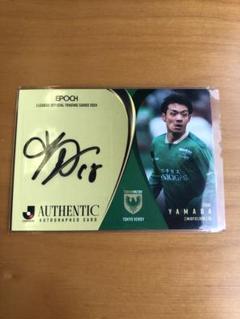 EPOCH
J.LEAGUE OFFICIAL TRADING CARDS 2024
AUTHENTIC
AUTOGRAPHED CARD
TOKYO VERDY
YAMADA